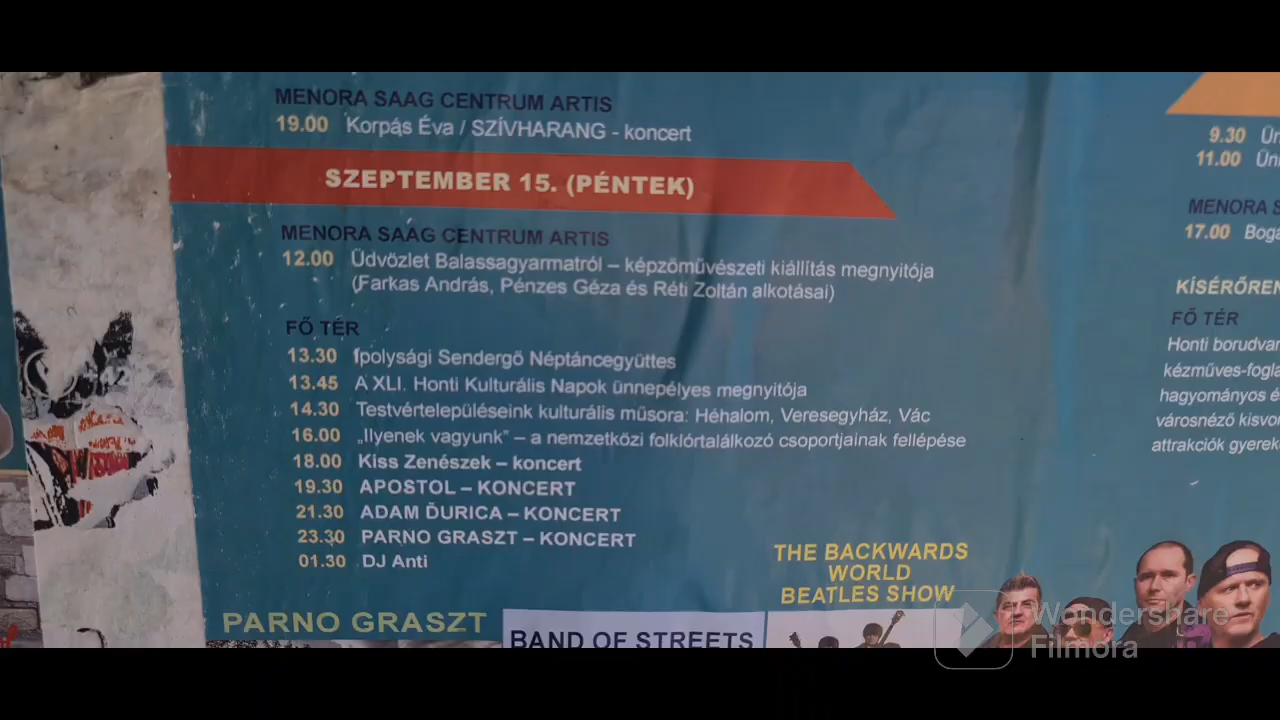 MENORA SAAG CENTRUM ARTIS
19.00 Korpás Éva / SZÍVHARANG - koncert
SZEPTEMBER 15. (PÉNTEK)
MENORA SAAG CENTRUM ARTIS
12.00 Üdvözlet Balassagyarmatról – képzőművészeti kiállítás megnyitója
(Farkas András, Pénzes Géza és Réti Zoltán alkotásai)
FŐ TÉR
13.30 Ipolysági Sendergő Néptáncegyüttes
13.45 A XLI. Honti Kulturális Napok ünnepélyes megnyitója
14.30 Testvértelepüléseink kulturális műsora: Héhalom, Veresegyház, Vác
16.00 „Ilyenek vagyunk” – a nemzetközi folklórtalálkozó csoportjainak fellépése
18.00 Kiss Zenészek – koncert
19.30 APOSTOL – KONCERT
21.30 ADAM ĎURICA – KONCERT
23.30 PARNO GRASZT – KONCERT
01.30 DJ Anti
PARNO GRASZT
BAND OF STREETS
THE BACKWARDS
WORLD
BEATLES SHOW
9.30
11.00
MENORA S
17.00
KÍSÉRŐREN
FŐ TÉR
Honti borudvar
kézműves-fogla
hagyományos é
városnéző kisvo
attrakciók gyerek
Wondershare
Filmora